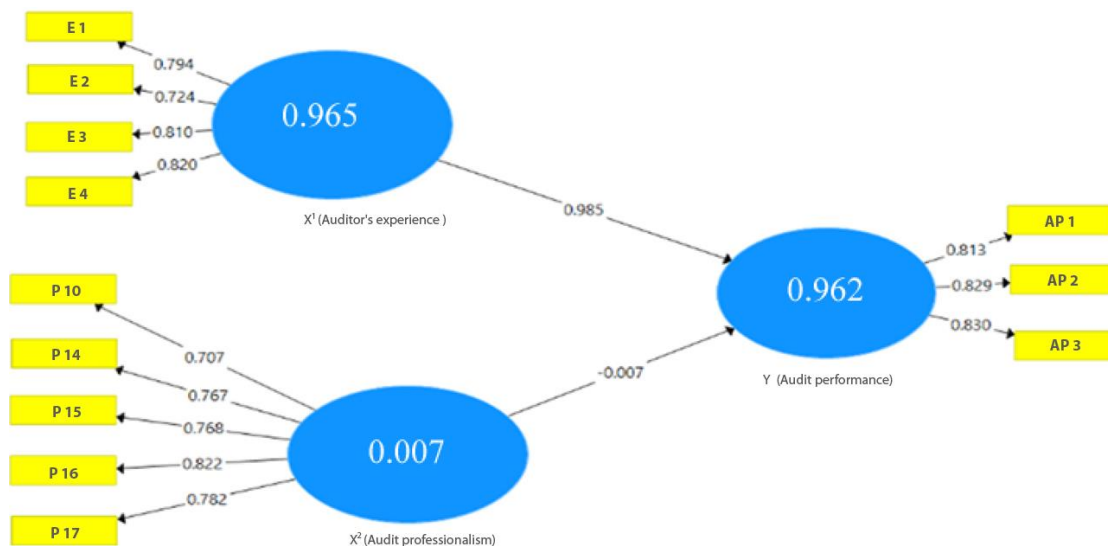 E 1
0.794
E 2
0.724
E 3
0.810
E 4
0.820
0.965
X¹ (Auditor's experience )
0.985
AP 1
0.813
AP 2
0.829
AP 3
0.830
0.962
Y (Audit performance)
-0.007
P 10
0.707
P 14
0.767
P 15
0.768
P 16
0.822
P 17
0.782
0.007
X² (Audit professionalism)